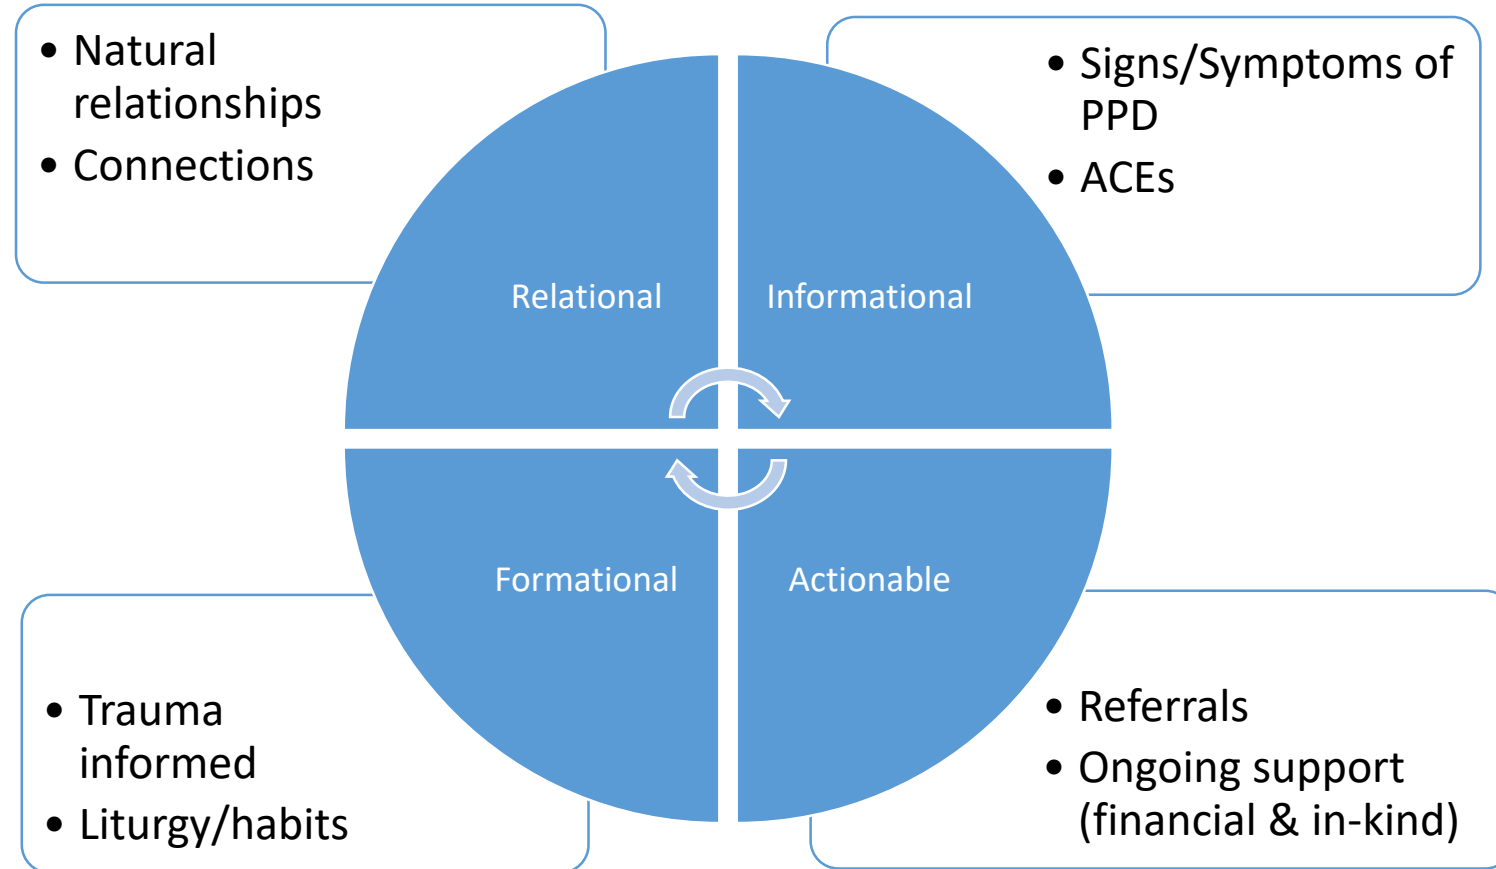 • Natural
relationships
• Connections
• Signs/Symptoms of
PPD
• ACEs
Relational
Informational
Formational
Actionable
• Trauma
informed
• Liturgy/habits
• Referrals
• Ongoing support
(financial & in-kind)